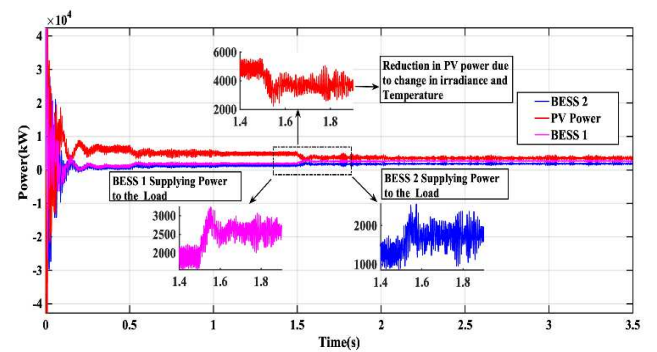 ×10⁴
4
3
2
1
0
-1
-2
-3
-4
Power(kW)
0
0.5
1
1.5
2
2.5
3
3.5
Time(s)
6000
4000
2000
1.4
1.6
1.8
Reduction in PV power due
to change in irradiance and
Temperature
BESS 2
PV Power
BESS 1
BESS 1 Supplying Power
to the Load
3000
2500
2000
1.4
1.6
1.8
BESS 2 Supplying Power
to the Load
2000
1000
1.4
1.6
1.8